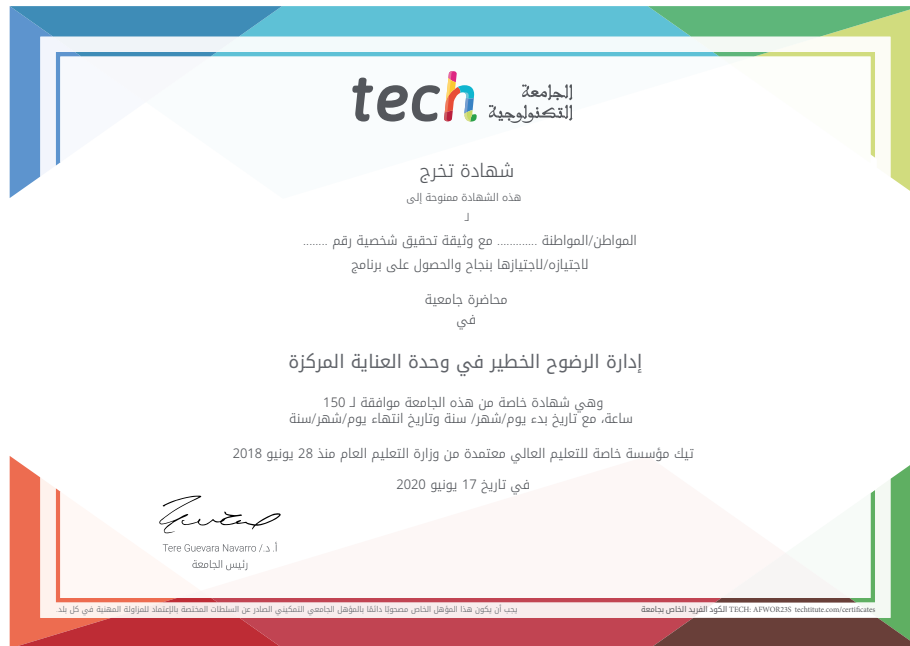 tech الجامعة
التكنولوجية
شهادة تخرج
هذه الشهادة ممنوحة إلى
لـ
المواطن/المواطنة ............ مع وثيقة تحقيق شخصية رقم ........
لاجتيازه/لاجتيازها بنجاح والحصول على برنامج
محاضرة جامعية
في
إدارة الرضوح الخطير في وحدة العناية المركزة
وهي شهادة خاصة من هذه الجامعة موافقة لـ 150
ساعة، مع تاريخ بدء يوم/شهر/ سنة وتاريخ انتهاء يوم/شهر/سنة
تيك مؤسسة خاصة للتعليم العالي معتمدة من وزارة التعليم العام منذ 28 يونيو 2018
في تاريخ 17 يونيو 2020
أ.د./ Tere Guevara Navarro
رئيس الجامعة
يجب أن يكون هذا المؤهل الخاص مصحوبًا دائمًا بالمؤهل الجامعي التمكيني الصادر عن السلطات المختصة بالإعتماد للمزاولة المهنية في كل بلد.
الكود الفريد الخاص بجامعة TECH: AFWOR23S techtitute.com/certificates